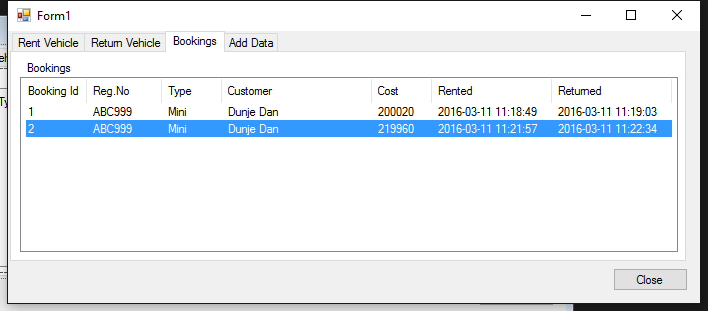 Form1
Rent Vehicle Return Vehicle Bookings Add Data
Bookings
Booking Id Reg.No Type Customer Cost Rented Returned
1 ABC999 Mini Dunje Dan 200020 2016-03-11 11:18:49 2016-03-11 11:19:03
2 ABC999 Mini Dunje Dan 219960 2016-03-11 11:21:57 2016-03-11 11:22:34
Close